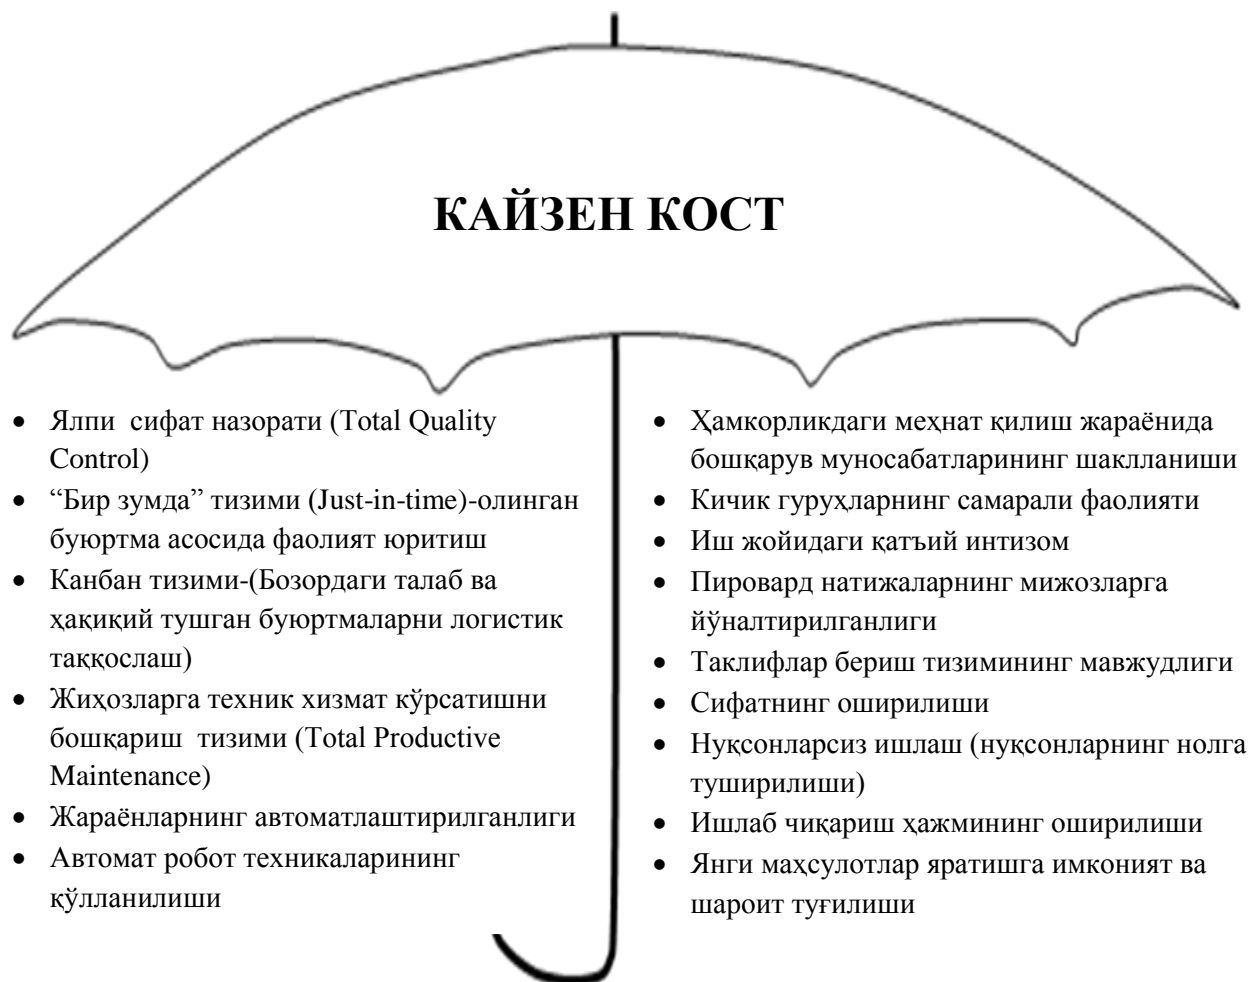 КАЙЗЕН КОСТ
• Ялпи сифат назорати (Total Quality
Control)
• “Бир зумда” тизими (Just-in-time)-олинган
буюртма асосида фаолият юритиш
• Канбан тизими-(Бозордаги талаб ва
ҳақиқий тушган буюртмаларни логистик
таққослаш)
• Жиҳозларга техник хизмат кўрсатишни
бошқариш тизими (Total Productive
Maintenance)
• Жараёнларнинг автоматлаштирилганлиги
• Автомат робот техникаларининг
қўлланилиши
• Ҳамкорликдаги меҳнат қилиш жараёнида
бошқарув муносабатларининг шаклланиши
• Кичик гуруҳларнинг самарали фаолияти
• Иш жойидаги қатъий интизом
• Пировард натижаларнинг мижозларга
йўналтирилганлиги
• Таклифлар бериш тизимининг мавжудлиги
• Сифатнинг оширилиши
• Нуқсонларсиз ишлаш (нуқсонларнинг нолга
туширилиши)
• Ишлаб чиқариш ҳажмининг оширилиши
• Янги маҳсулотлар яратишга имконият ва
шароит туғилиши